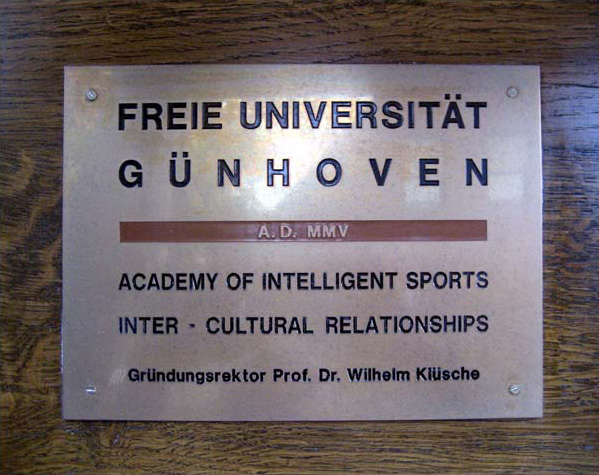 FREIE UNIVERSITÄT
GÜNHOVEN
A.D. MMV
ACADEMY OF INTELLIGENT SPORTS
INTER - CULTURAL RELATIONSHIPS
Gründungsrektor Prof. Dr. Wilhelm Klüsche